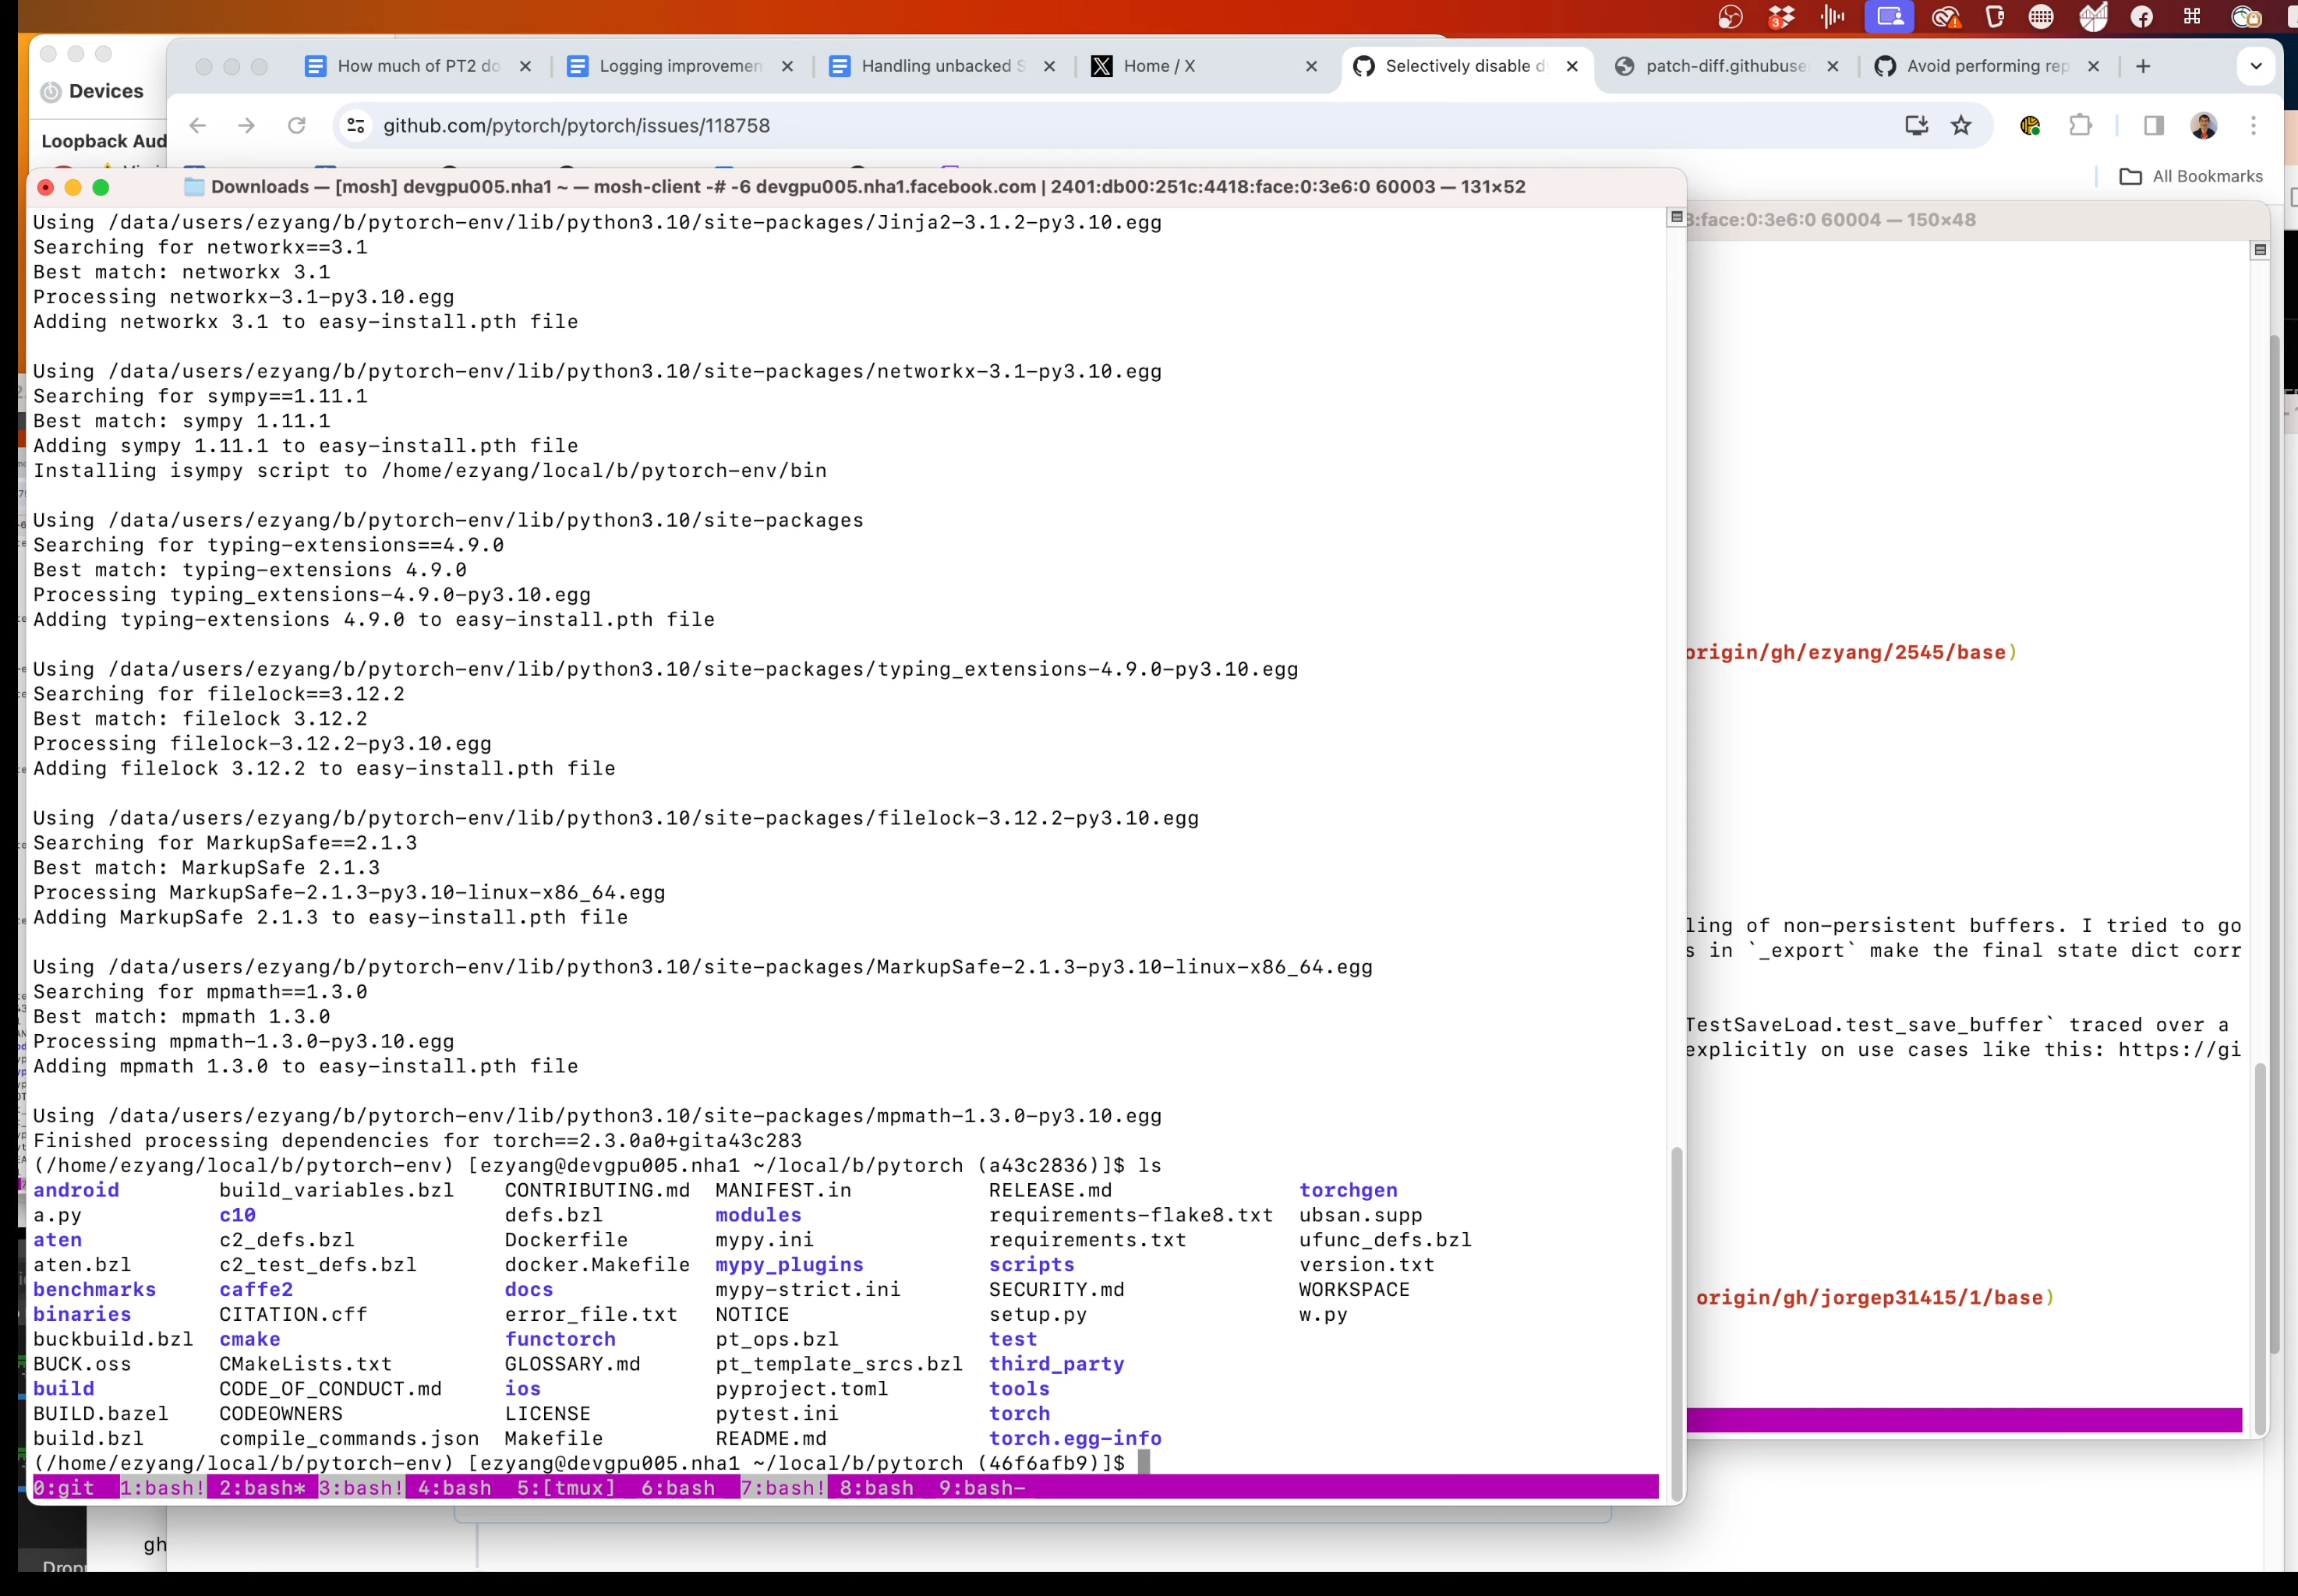 3
How much of PT2 do
Logging improvemen
Handling unbacked S
Home / X
Selectively disable d
patch-diff.githubuse
Avoid performing rep
Devices
github.com/pytorch/pytorch/issues/118758
Loopback Aud
All Bookmarks
Downloads — [mosh] devgpu005.nha1 ~ — mosh-client -# -6 devgpu005.nha1.facebook.com | 2401:db00:251c:4418:face:0:3e6:0 60003 — 131×52
:face:0:3e6:0 60004 — 150×48
Using /data/users/ezyang/b/pytorch-env/lib/python3.10/site-packages/Jinja2-3.1.2-py3.10.egg
Searching for networkx==3.1
Best match: networkx 3.1
Processing networkx-3.1-py3.10.egg
Adding networkx 3.1 to easy-install.pth file
Using /data/users/ezyang/b/pytorch-env/lib/python3.10/site-packages/networkx-3.1-py3.10.egg
Searching for sympy==1.11.1
Best match: sympy 1.11.1
Adding sympy 1.11.1 to easy-install.pth file
Installing isympy script to /home/ezyang/local/b/pytorch-env/bin
Using /data/users/ezyang/b/pytorch-env/lib/python3.10/site-packages
Searching for typing-extensions==4.9.0
Best match: typing-extensions 4.9.0
Processing typing_extensions-4.9.0-py3.10.egg
Adding typing-extensions 4.9.0 to easy-install.pth file
Using /data/users/ezyang/b/pytorch-env/lib/python3.10/site-packages/typing_extensions-4.9.0-py3.10.egg
Searching for filelock==3.12.2
Best match: filelock 3.12.2
Processing filelock-3.12.2-py3.10.egg
Adding filelock 3.12.2 to easy-install.pth file
Using /data/users/ezyang/b/pytorch-env/lib/python3.10/site-packages/filelock-3.12.2-py3.10.egg
Searching for MarkupSafe==2.1.3
Best match: MarkupSafe 2.1.3
Processing MarkupSafe-2.1.3-py3.10-linux-x86_64.egg
Adding MarkupSafe 2.1.3 to easy-install.pth file
Using /data/users/ezyang/b/pytorch-env/lib/python3.10/site-packages/MarkupSafe-2.1.3-py3.10-linux-x86_64.egg
Searching for mpmath==1.3.0
Best match: mpmath 1.3.0
Processing mpmath-1.3.0-py3.10.egg
Adding mpmath 1.3.0 to easy-install.pth file
Using /data/users/ezyang/b/pytorch-env/lib/python3.10/site-packages/mpmath-1.3.0-py3.10.egg
Finished processing dependencies for torch==2.3.0a0+gita43c283
(/home/ezyang/local/b/pytorch-env) [ezyang@devgpu005.nha1 ~/local/b/pytorch (a43c2836)]$ ls
android build_variables.bzl CONTRIBUTING.md MANIFEST.in RELEASE.md torchgen
a.py c10 defs.bzl modules requirements-flake8.txt ubsan.supp
aten c2_defs.bzl Dockerfile mypy.ini requirements.txt ufunc_defs.bzl
aten.bzl c2_test_defs.bzl docker.Makefile mypy_plugins scripts version.txt
benchmarks caffe2 docs mypy-strict.ini SECURITY.md WORKSPACE
binaries CITATION.cff error_file.txt NOTICE setup.py w.py
buckbuild.bzl cmake functorch pt_ops.bzl test
BUCK.oss CMakeLists.txt GLOSSARY.md pt_template_srcs.bzl third_party
build CODE_OF_CONDUCT.md ios pyproject.toml tools
BUILD.bazel CODEOWNERS LICENSE pytest.ini torch
build.bzl compile_commands.json Makefile README.md torch.egg-info
(/home/ezyang/local/b/pytorch-env) [ezyang@devgpu005.nha1 ~/local/b/pytorch (46f6afb9)]$
0:git 1:bash! 2:bash* 3:bash! 4:bash 5:[tmux] 6:bash 7:bash! 8:bash 9:bash-
origin/gh/ezyang/2545/base)
ling of non-persistent buffers. I tried to go
s in `_export` make the final state dict corr
TestSaveLoad.test_save_buffer` traced over a
explicitly on use cases like this: https://gi
origin/gh/jorgep31415/1/base)
gh